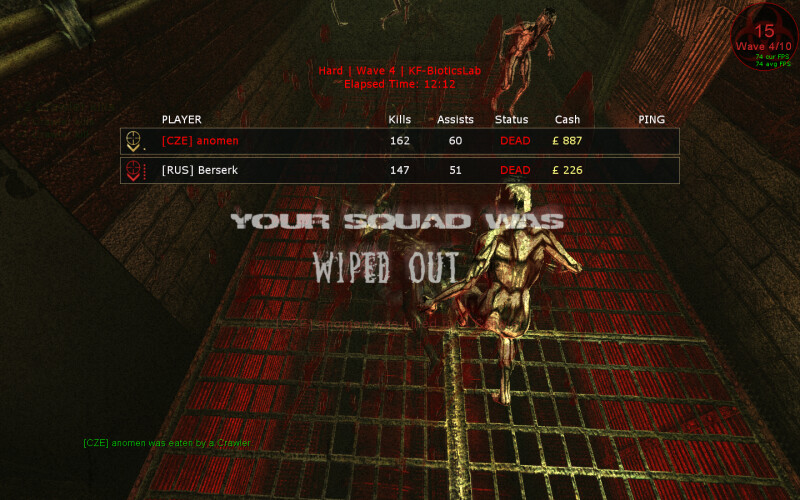 15
Wave 4/10
74 cur FPS
74 avg FPS
Hard | Wave 4 | KF-BioticsLab
Elapsed Time: 12:12
PLAYER Kills Assists Status Cash PING
[CZE] anomen 162 60 DEAD £ 887
[RUS] Berserk 147 51 DEAD £ 226
YOUR SQUAD WAS
WIPED OUT
[CZE] anomen was eaten by a Crawler